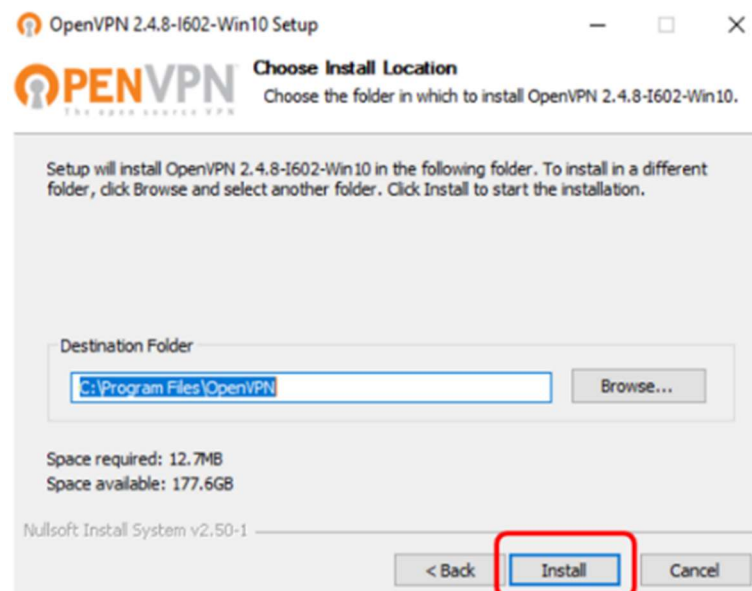 OpenVPN 2.4.8-I602-Win10 Setup
OPENVPN
The open source VPN
Choose Install Location
Choose the folder in which to install OpenVPN 2.4.8-I602-Win10.
Setup will install OpenVPN 2.4.8-I602-Win10 in the following folder. To install in a different
folder, click Browse and select another folder. Click Install to start the installation.
Destination Folder
C:\Program Files\OpenVPN
Browse...
Space required: 12.7MB
Space available: 177.6GB
Nullsoft Install System v2.50-1
< Back
Install
Cancel